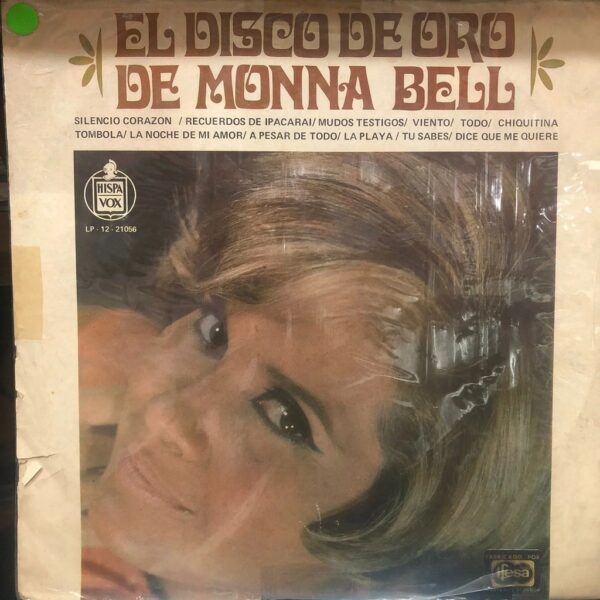 EL DISCO DE ORO
DE MONNA BELL
SILENCIO CORAZON / RECUERDOS DE IPACARAI/ MUDOS TESTIGOS/ VIENTO/ TODO/ CHIQUITINA
TOMBOLA/ LA NOCHE DE MI AMOR/ A PESAR DE TODO/ LA PLAYA / TU SABES/ DICE QUE ME QUIERE
HISPA
VOX
LP - 12 - 21056
FABRICADO POR
ifesa